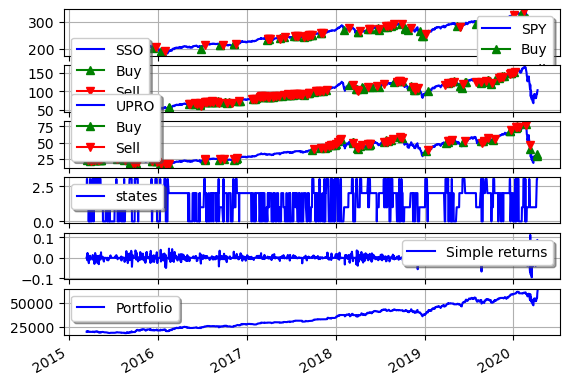 300
200
SPY
Buy
SSO
Buy
Sell
150
100
50
UPRO
Buy
Sell
75
50
25
2.5
0.0
states
0.1
0.0
−0.1
Simple returns
50000
25000
Portfolio
2015
2016
2017
2018
2019
2020